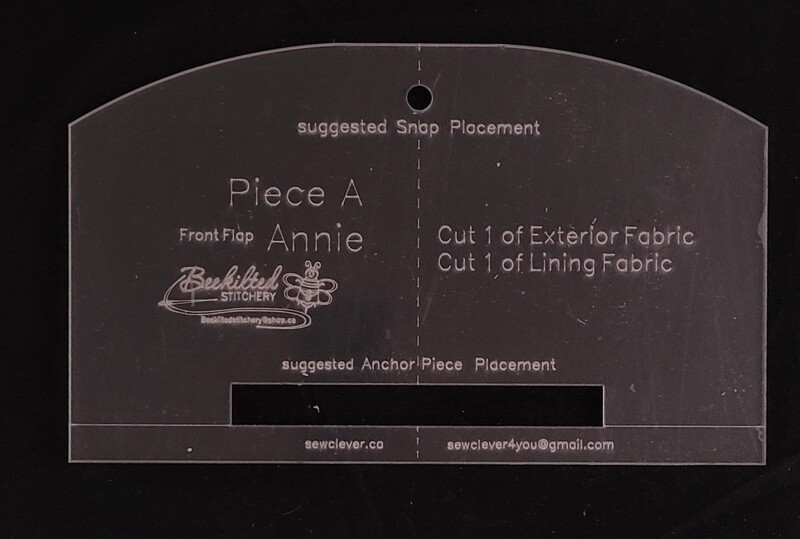 suggested Snap Placement
Piece A
Front Flap Annie
Cut 1 of Exterior Fabric
Cut 1 of Lining Fabric
Beekilted
STITCHERY
suggested Anchor Piece Placement
sewclever.ca sewclever4you@gmail.com